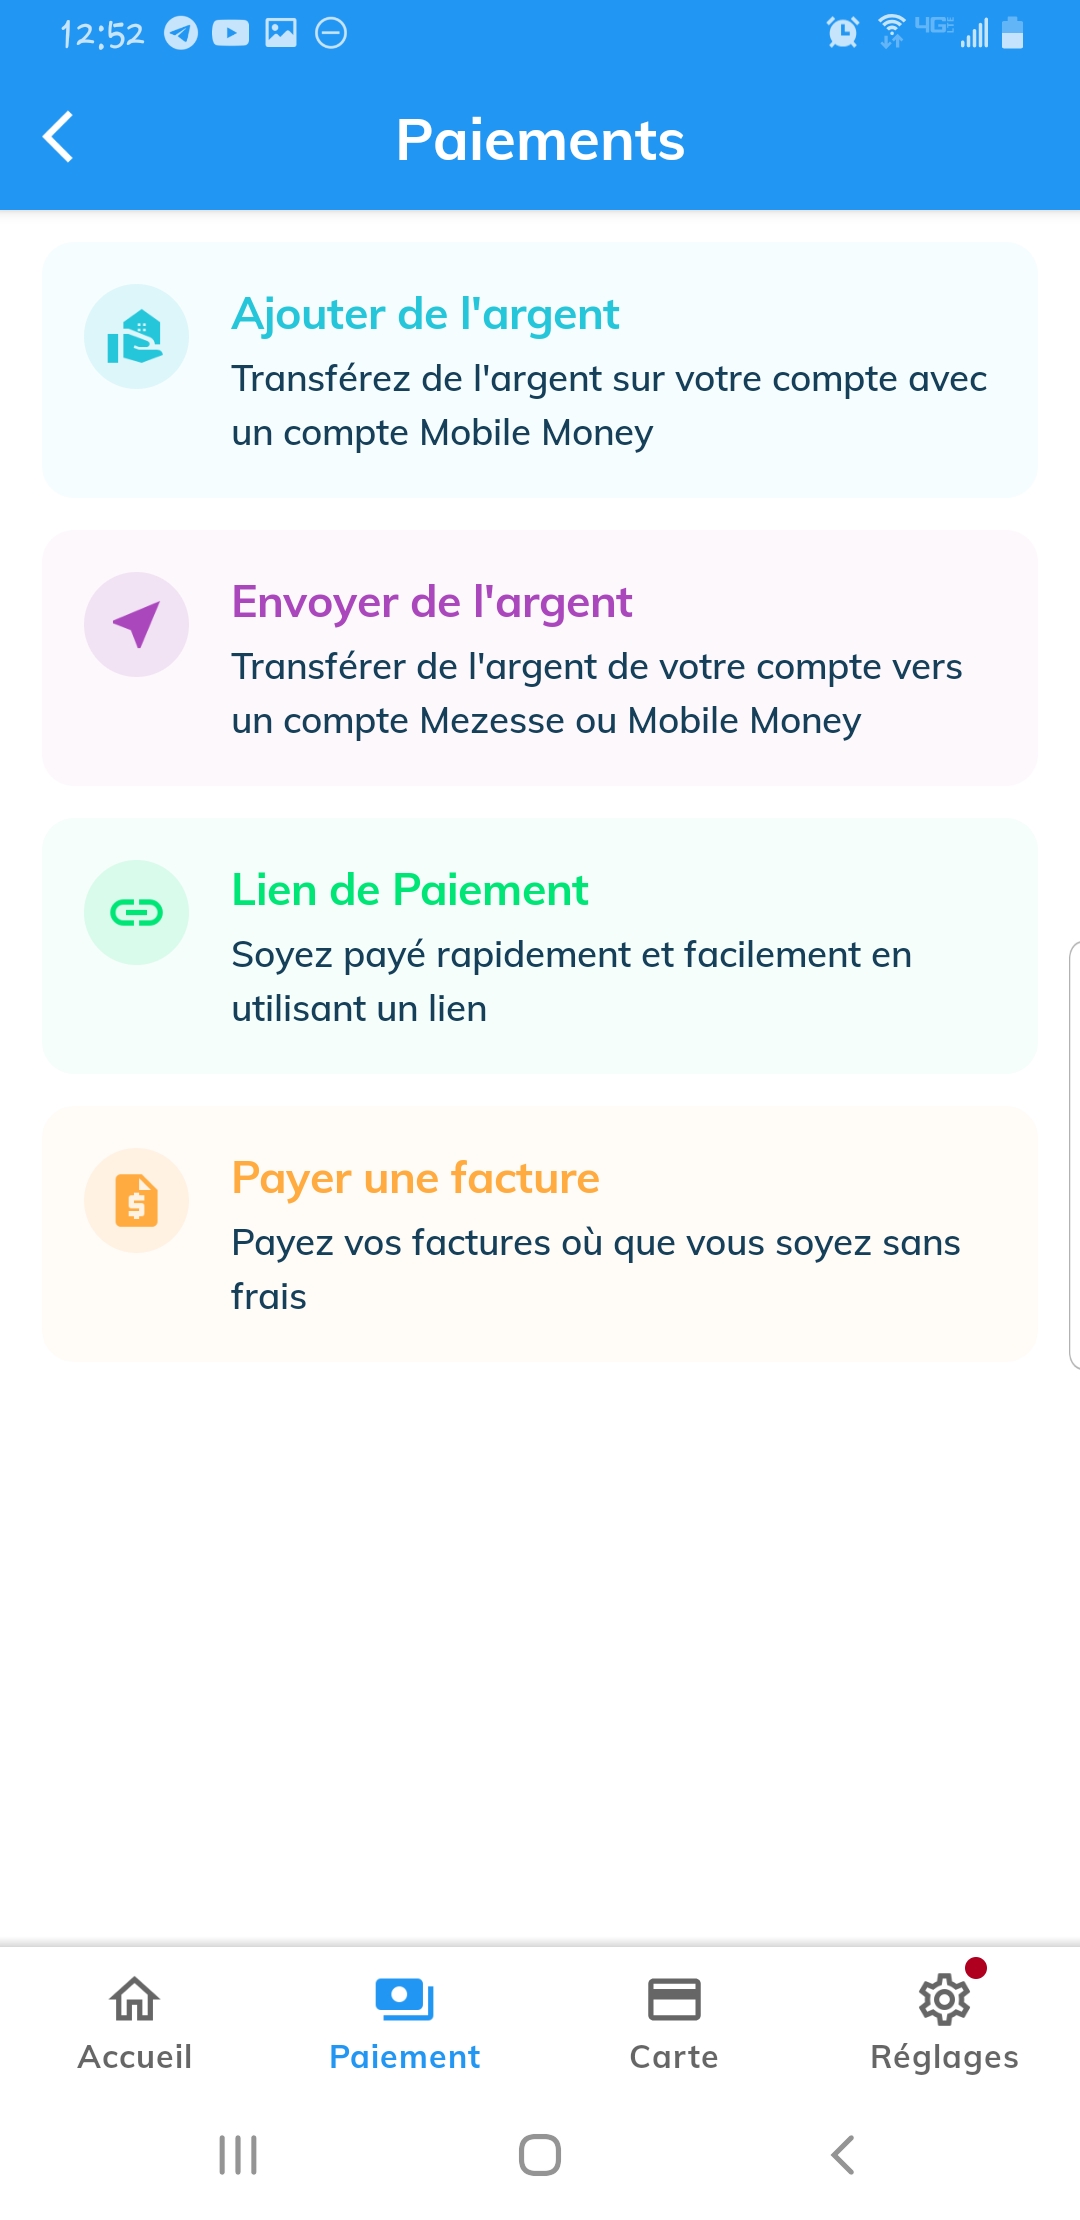 12:52
4G
Paiements
Ajouter de l'argent
Transférez de l'argent sur votre compte avec
un compte Mobile Money
Envoyer de l'argent
Transférer de l'argent de votre compte vers
un compte Mezesse ou Mobile Money
Lien de Paiement
Soyez payé rapidement et facilement en
utilisant un lien
Payer une facture
Payez vos factures où que vous soyez sans
frais
Accueil
Paiement
Carte
Réglages